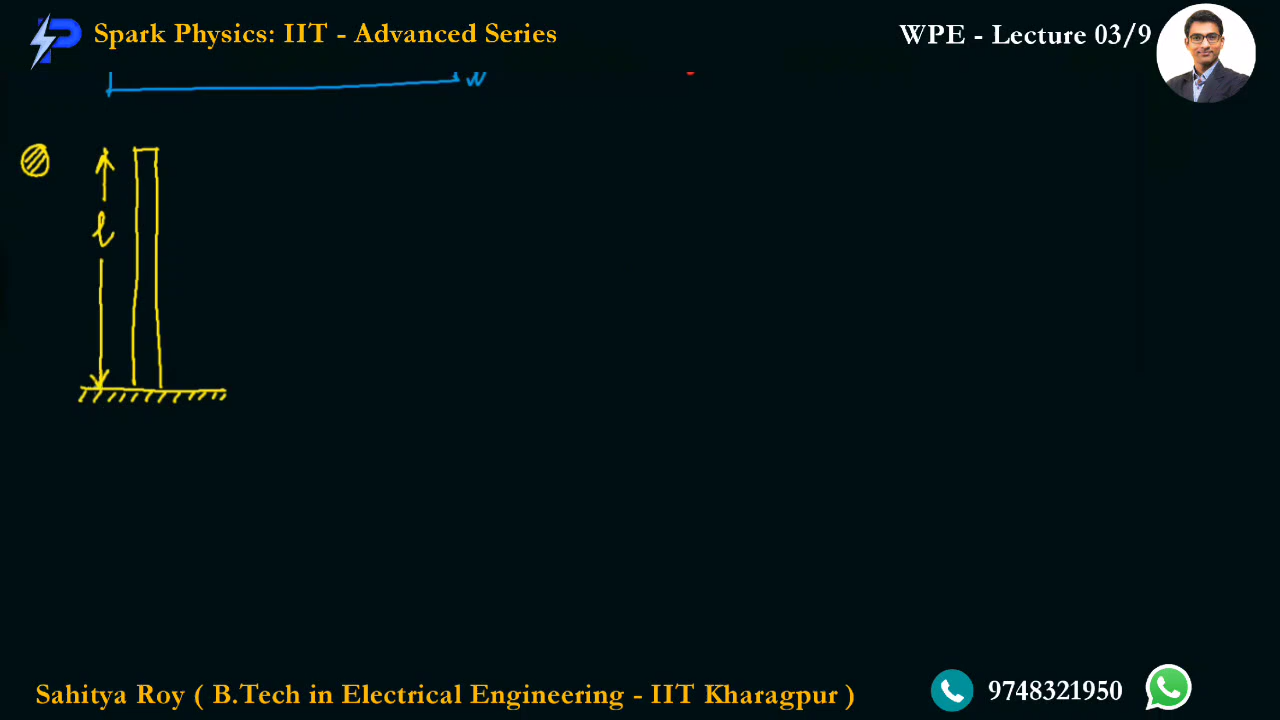 Spark Physics: IIT - Advanced Series
WPE - Lecture 03/9
l
Sahitya Roy ( B.Tech in Electrical Engineering - IIT Kharagpur )
9748321950